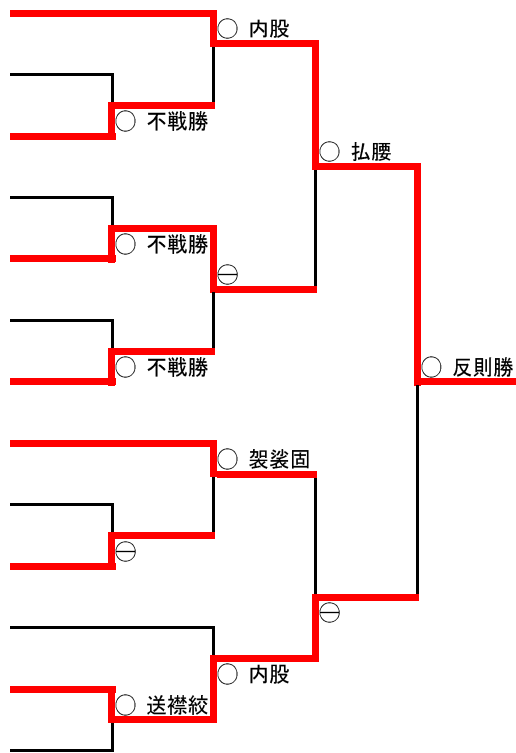 ○ 内股
○ 不戦勝
○ 払腰
○ 不戦勝
○ 不戦勝
○ 反則勝
○ 袈裟固
○ 内股
○ 送襟絞